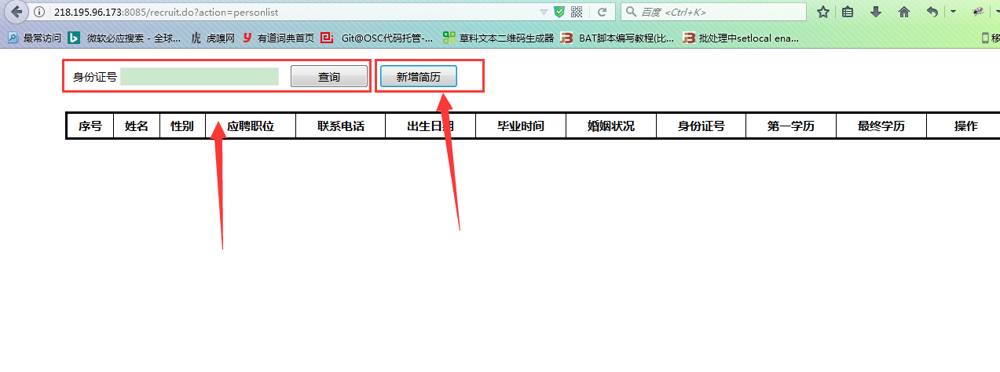 218.195.96.173:8085/recruit.do?action=personlist
百度 <Ctrl+K>
最常访问 微软必应搜索 - 全球... 虎嗅网 有道词典首页 Git@OSC代码托管-... 草料文本二维码生成器 BAT脚本编写教程(比... 批处理中setlocal ena... 移
身份证号 查询 新增简历
序号 姓名 性别 应聘职位 联系电话 出生日期 毕业时间 婚姻状况 身份证号 第一学历 最终学历 操作